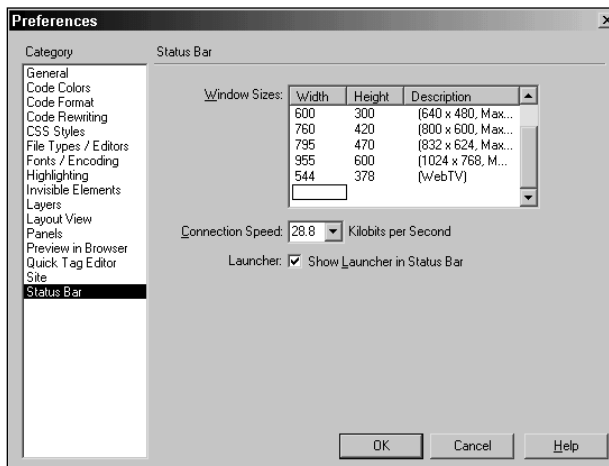 Preferences
Category
General
Code Colors
Code Format
Code Rewriting
CSS Styles
File Types / Editors
Fonts / Encoding
Highlighting
Invisible Elements
Layers
Layout View
Panels
Preview in Browser
Quick Tag Editor
Site
Status Bar
Status Bar
Window Sizes:
Width Height Description
600 300 (640 x 480, Max...
760 420 (800 x 600, Max...
795 470 (832 x 624, Max...
955 600 (1024 x 768, M...
544 378 (WebTV)
Connection Speed: 28.8 Kilobits per Second
Launcher: Show Launcher in Status Bar
OK Cancel Help